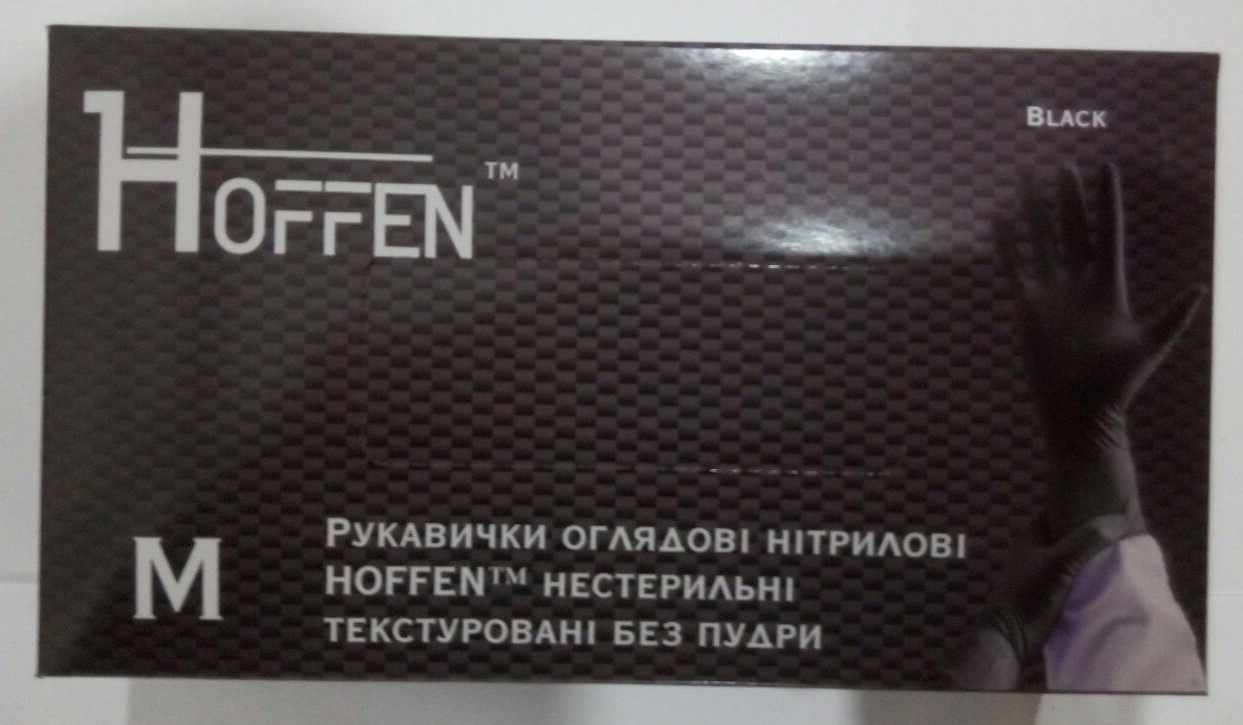 HOFFEN™
BLACK
M
РУКАВИЧКИ ОГЛЯДОВІ НІТРИЛОВІ
HOFFEN™ НЕСТЕРИЛЬНІ
ТЕКСТУРОВАНІ БЕЗ ПУДРИ